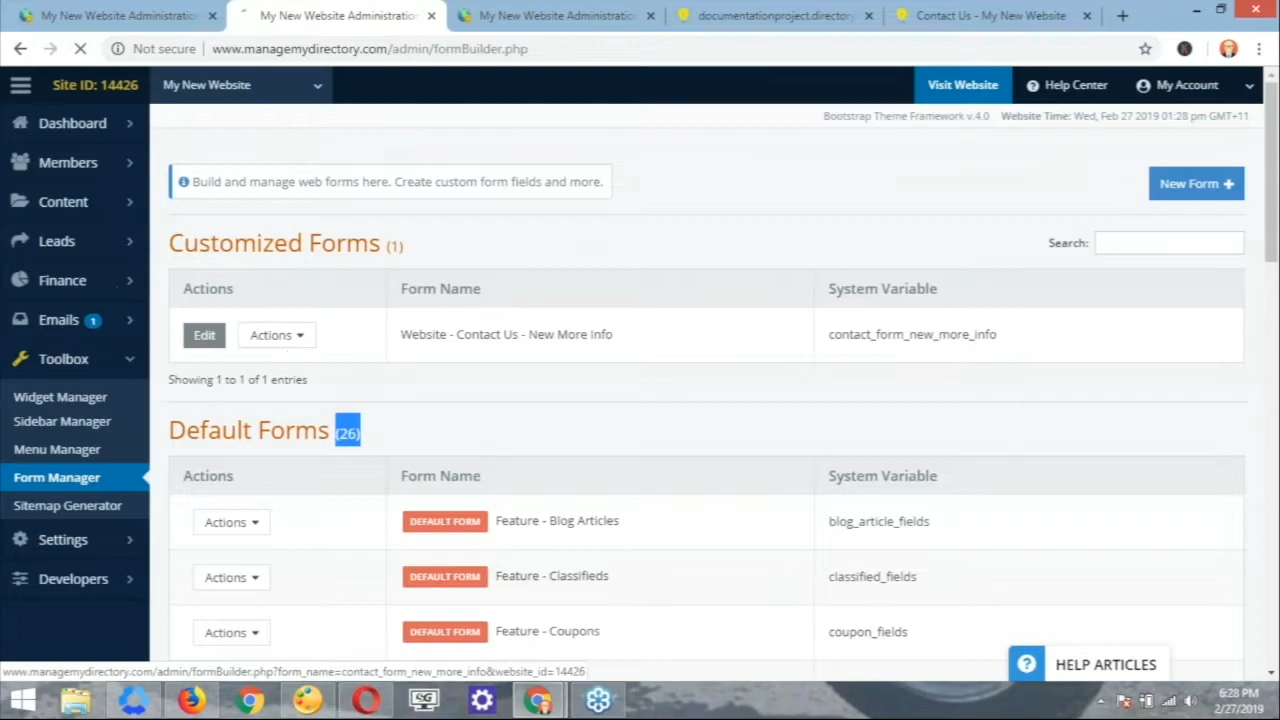 My New Website Administration
My New Website Administration
My New Website Administration
documentationproject.directory
Contact Us - My New Website
Not secure
www.managemydirectory.com/admin/formBuilder.php
Site ID: 14426
My New Website
Visit Website
Help Center
My Account
Bootstrap Theme Framework v.4.0
Website Time: Wed, Feb 27 2019 01:28 pm GMT+11
Dashboard
Members
Content
Leads
Finance
Emails 1
Toolbox
Widget Manager
Sidebar Manager
Menu Manager
Form Manager
Sitemap Generator
Settings
Developers
Build and manage web forms here. Create custom form fields and more.
New Form +
Customized Forms (1)
Search:
Actions Form Name System Variable
Edit Actions Website - Contact Us - New More Info contact_form_new_more_info
Showing 1 to 1 of 1 entries
Default Forms (26)
Actions Form Name System Variable
Actions DEFAULT FORM Feature - Blog Articles blog_article_fields
Actions DEFAULT FORM Feature - Classifieds classified_fields
Actions DEFAULT FORM Feature - Coupons coupon_fields
HELP ARTICLES
www.managemydirectory.com/admin/formBuilder.php?form_name=contact_form_new_more_info&website_id=14426
SG
6:28 PM
2/27/2019